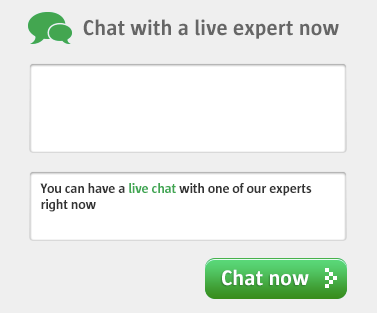 Chat with a live expert now
You can have a live chat with one of our experts
right now
Chat now